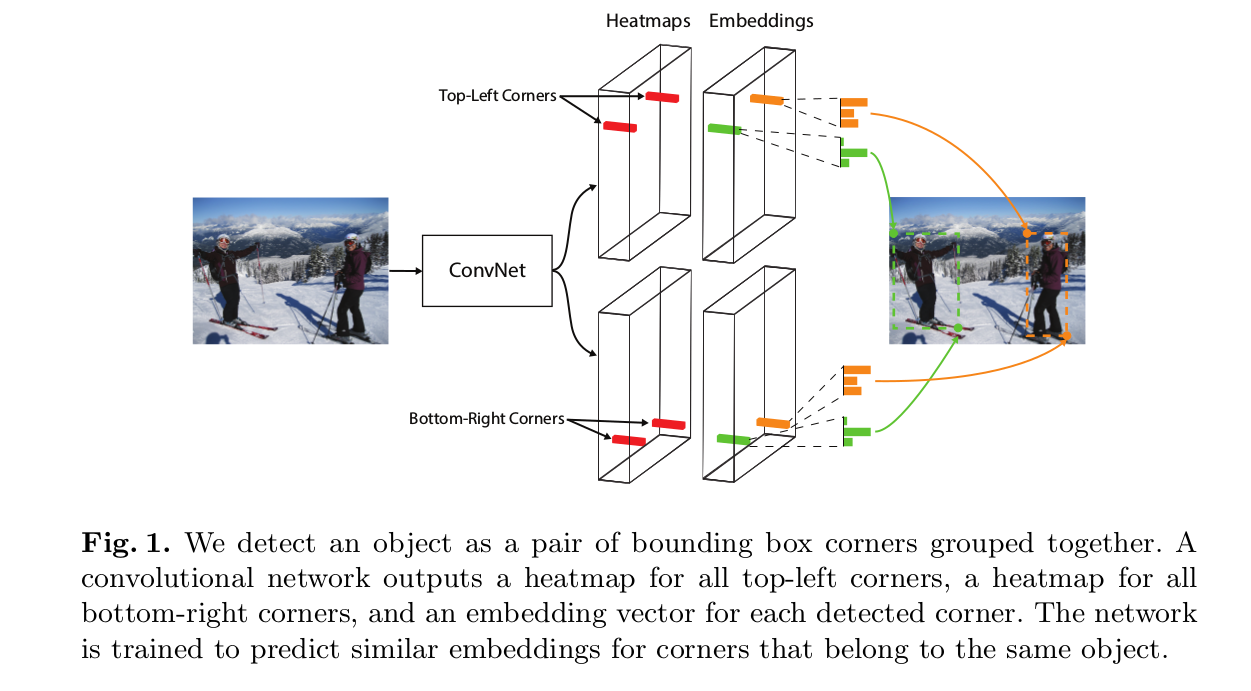 Heatmaps Embeddings
Top-Left Corners
ConvNet
Bottom-Right Corners
Fig. 1. We detect an object as a pair of bounding box corners grouped together. A
convolutional network outputs a heatmap for all top-left corners, a heatmap for all
bottom-right corners, and an embedding vector for each detected corner. The network
is trained to predict similar embeddings for corners that belong to the same object.